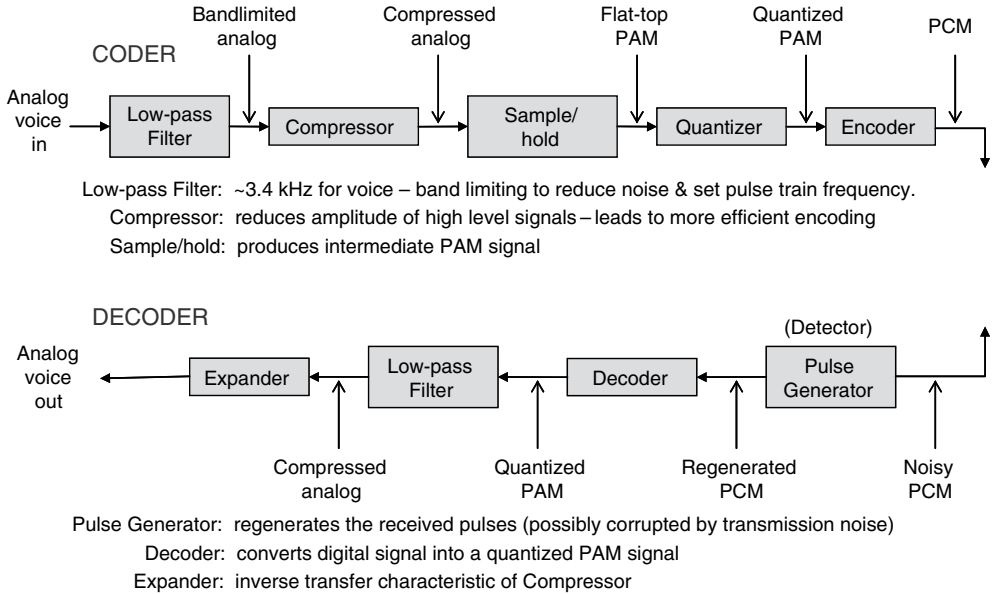 Bandlimited
analog
Compressed
analog
Flat-top
PAM
Quantized
PAM
PCM
CODER
Analog
voice
in
Low-pass
Filter
Compressor
Sample/
hold
Quantizer
Encoder
Low-pass Filter: ~3.4 kHz for voice – band limiting to reduce noise & set pulse train frequency.
Compressor: reduces amplitude of high level signals – leads to more efficient encoding
Sample/hold: produces intermediate PAM signal
DECODER
(Detector)
Analog
voice
out
Expander
Low-pass
Filter
Decoder
Pulse
Generator
Compressed
analog
Quantized
PAM
Regenerated
PCM
Noisy
PCM
Pulse Generator: regenerates the received pulses (possibly corrupted by transmission noise)
Decoder: converts digital signal into a quantized PAM signal
Expander: inverse transfer characteristic of Compressor